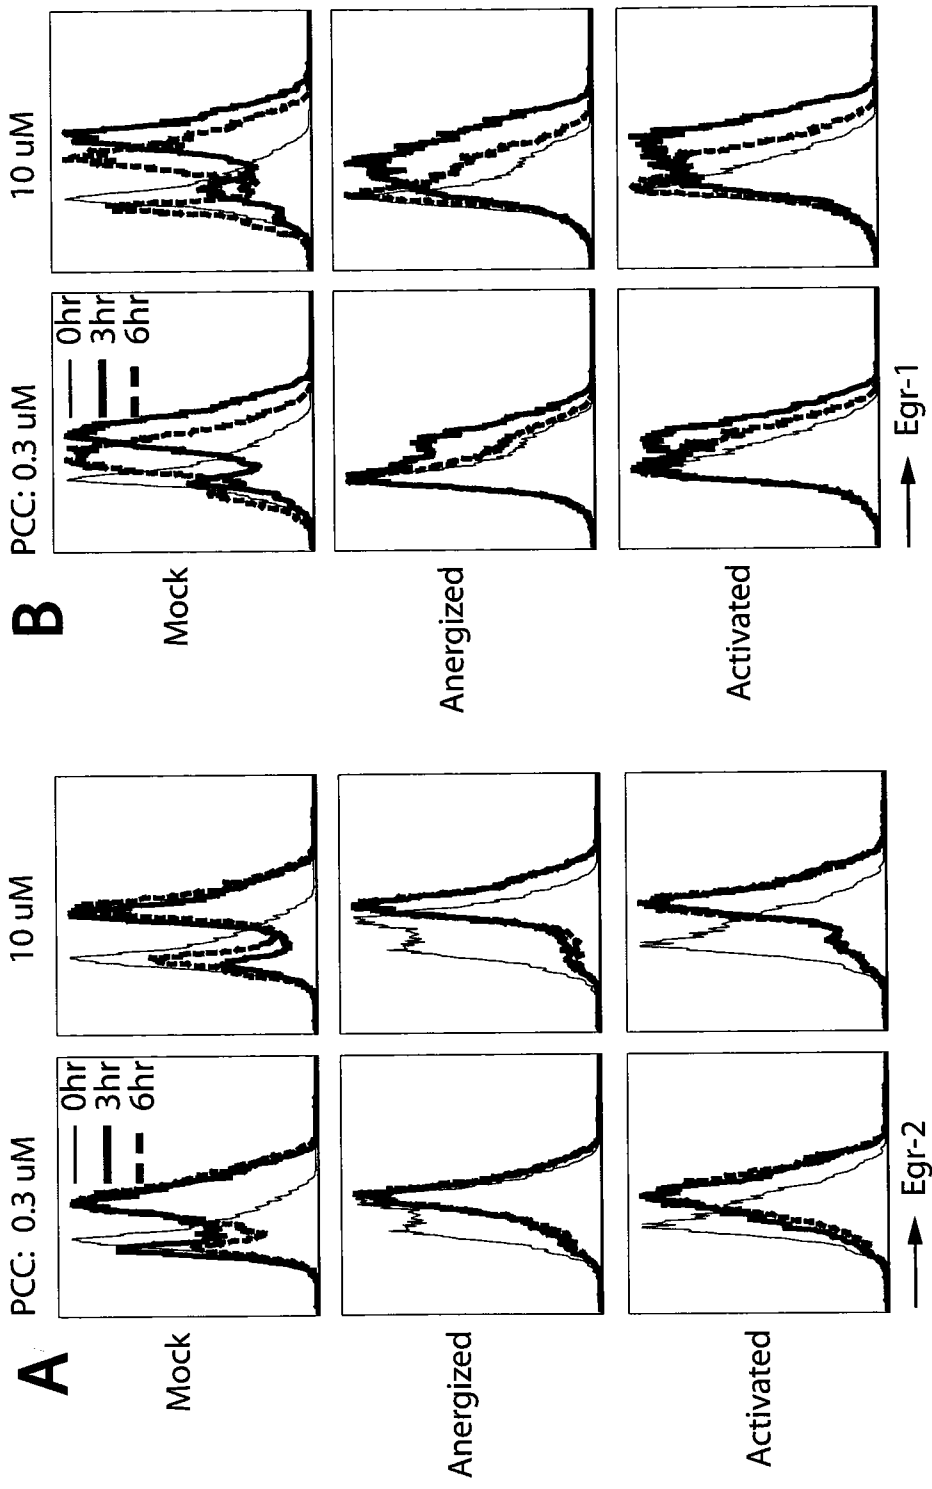 A
PCC: 0.3 uM
10 uM
0hr
3hr
6hr
Mock
Anergized
Activated
Egr-2
B
PCC: 0.3 uM
10 uM
0hr
3hr
6hr
Mock
Anergized
Activated
Egr-1